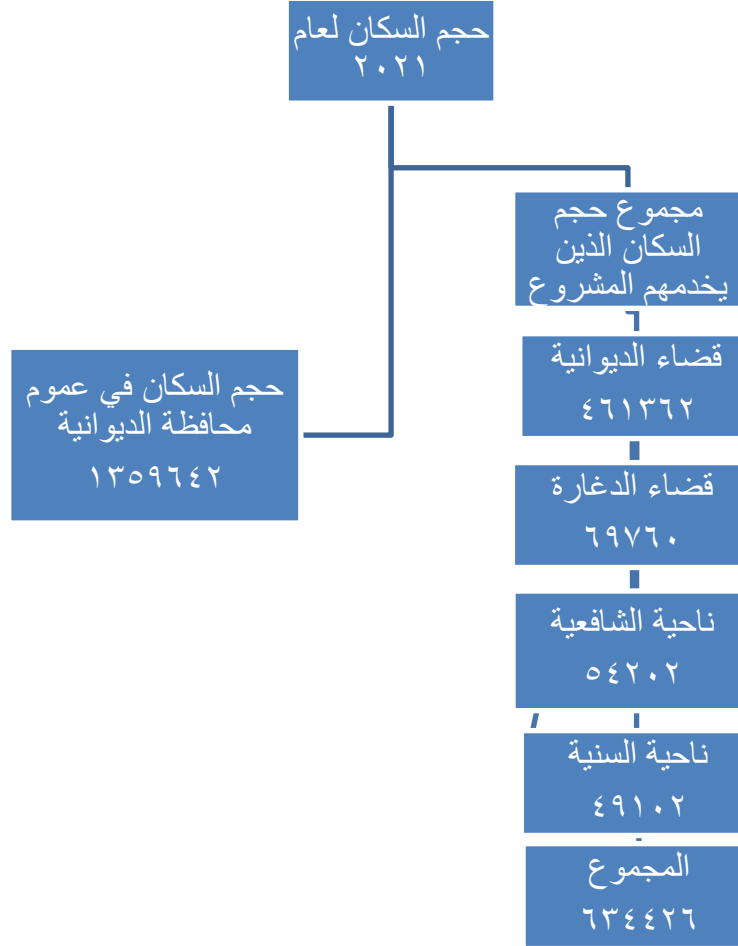 حجم السكان لعام
٢٠٢١
مجموع حجم
السكان الذين
يخدمهم المشروع
قضاء الديوانية
٤٦١٣٦٢
حجم السكان في عموم
محافظة الديوانية
١٣٥٩٦٤٢
قضاء الدغارة
٦٩٧٦٠
ناحية الشافعية
٥٤٢٠٢
ناحية السنية
٤٩١٠٢
المجموع
٦٣٤٤٢٦